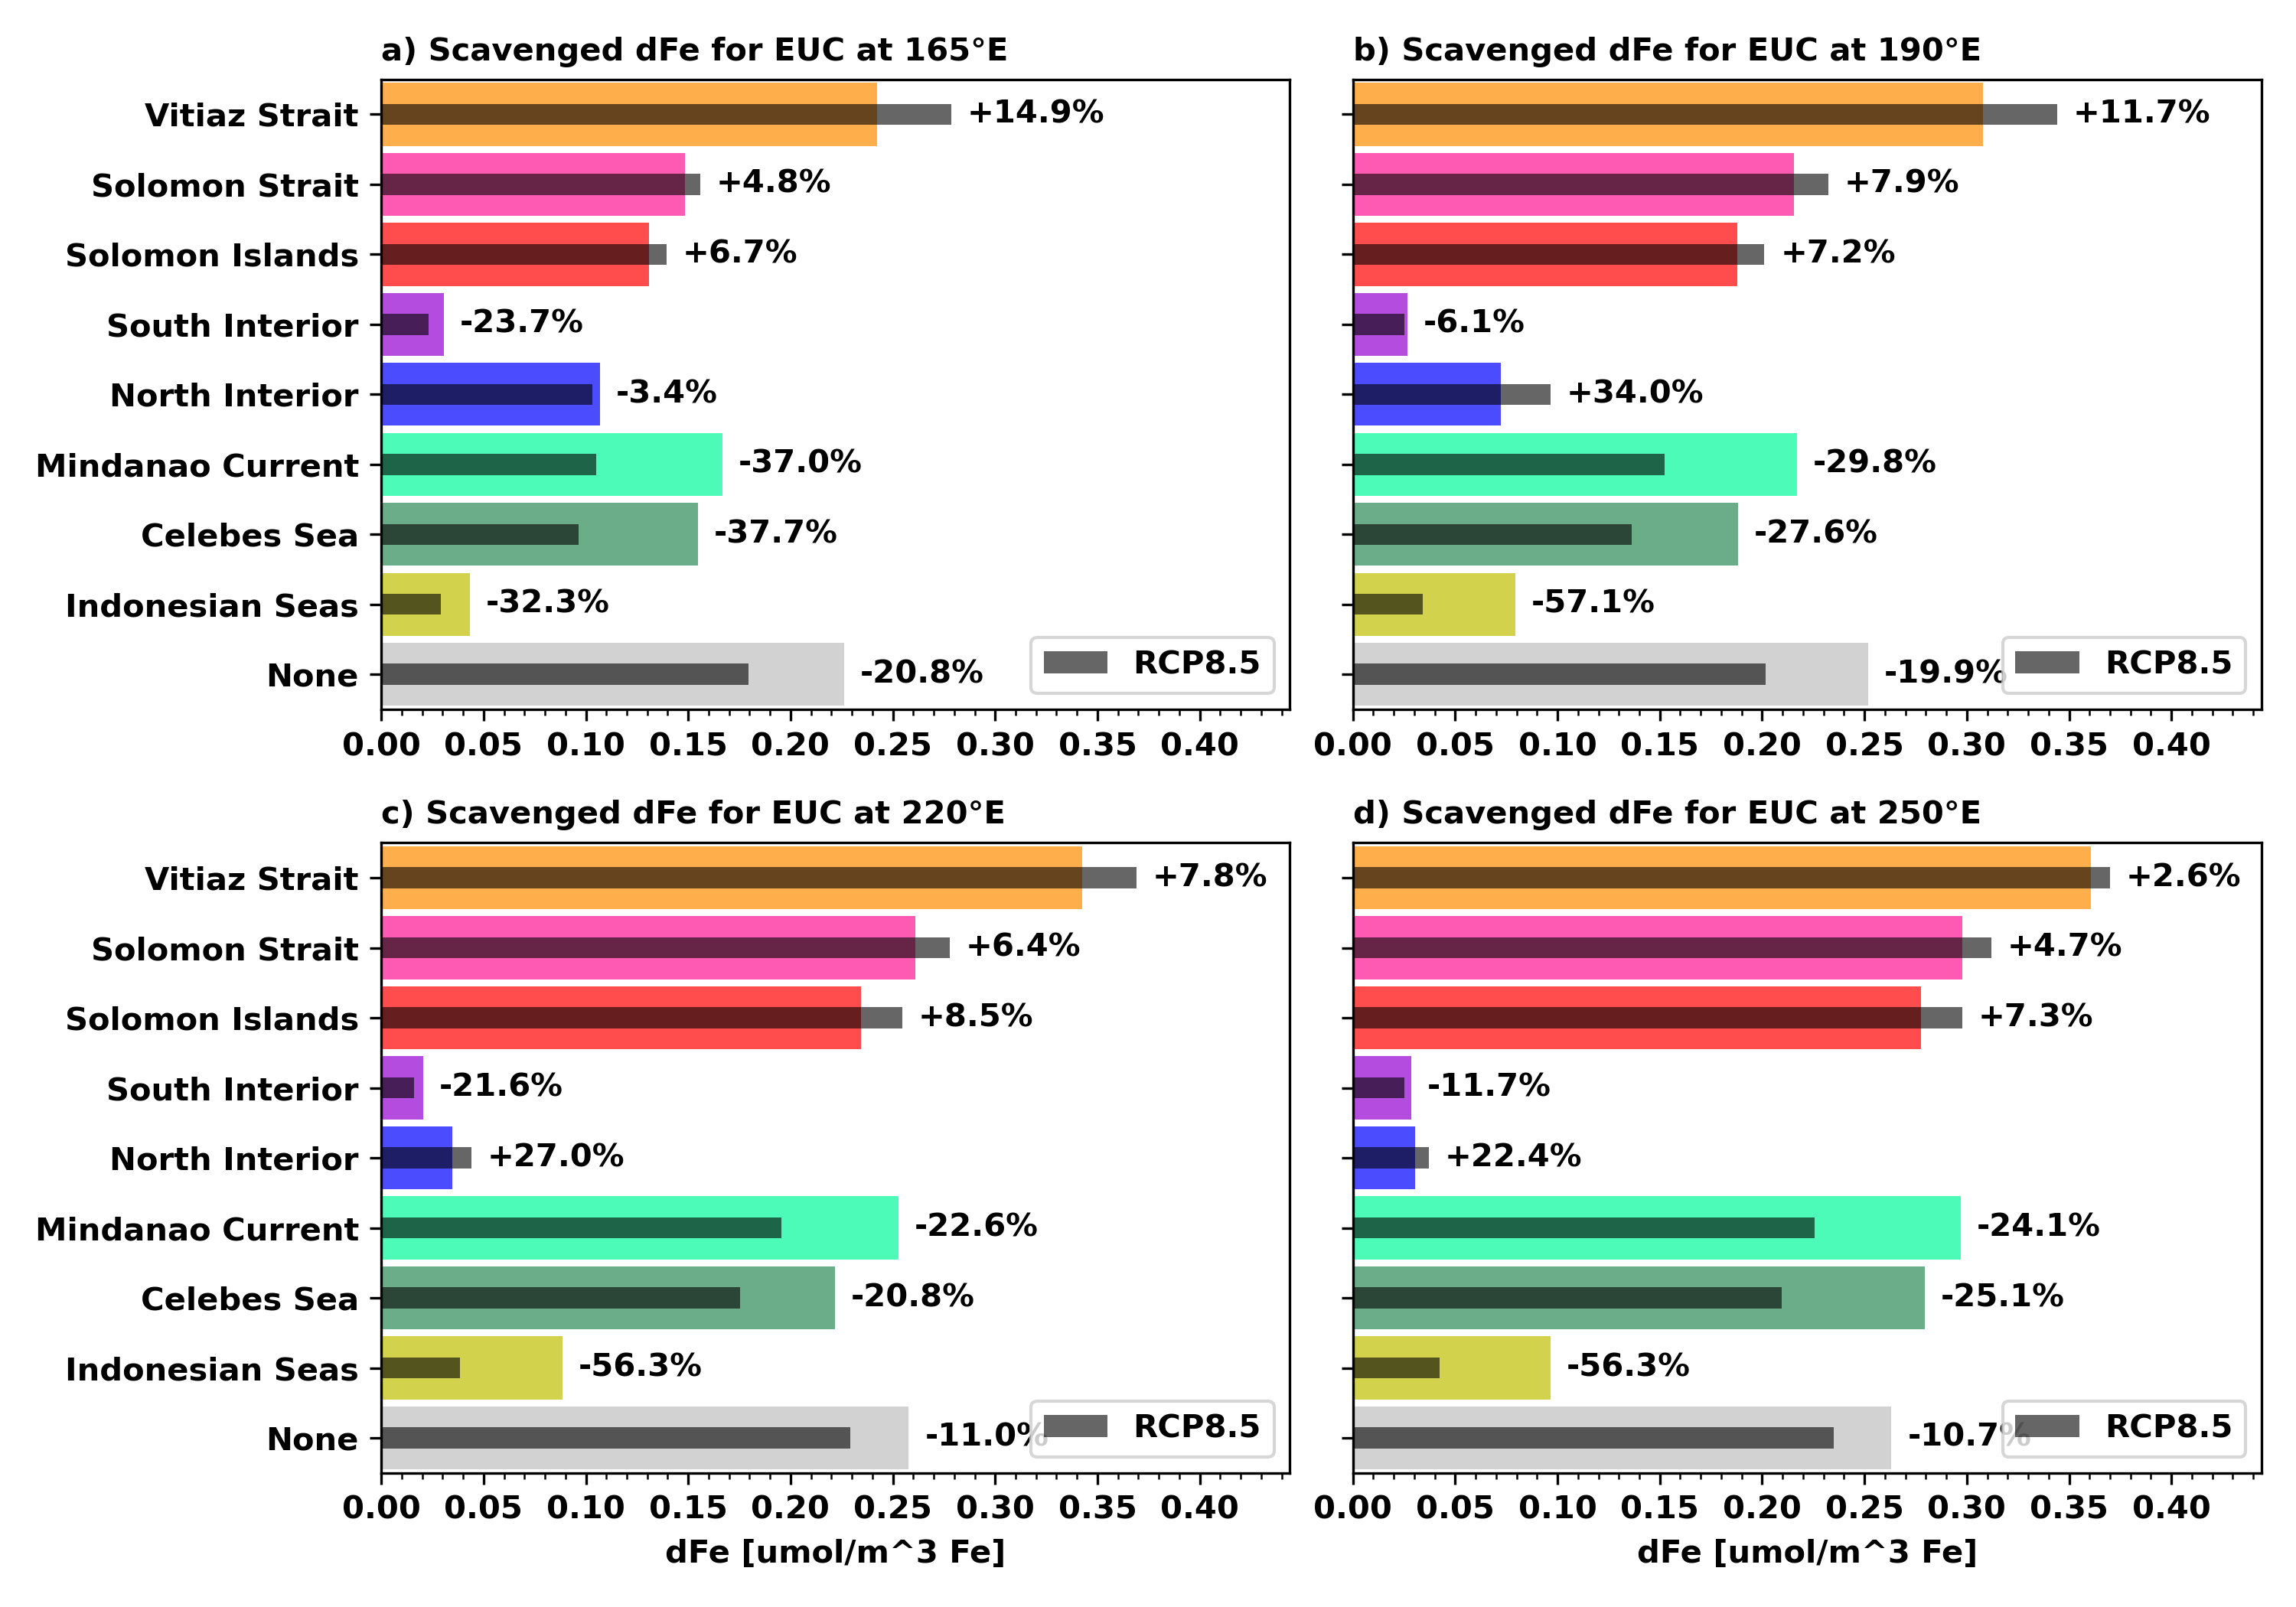 a) Scavenged dFe for EUC at 165°E
Vitiaz Strait
+14.9%
Solomon Strait
+4.8%
Solomon Islands
+6.7%
South Interior
-23.7%
North Interior
-3.4%
Mindanao Current
-37.0%
Celebes Sea
-37.7%
Indonesian Seas
-32.3%
None
-20.8%
RCP8.5
0.00 0.05 0.10 0.15 0.20 0.25 0.30 0.35 0.40
b) Scavenged dFe for EUC at 190°E
+11.7%
+7.9%
+7.2%
-6.1%
+34.0%
-29.8%
-27.6%
-57.1%
-19.9%
RCP8.5
0.00 0.05 0.10 0.15 0.20 0.25 0.30 0.35 0.40
c) Scavenged dFe for EUC at 220°E
Vitiaz Strait
+7.8%
Solomon Strait
+6.4%
Solomon Islands
+8.5%
South Interior
-21.6%
North Interior
+27.0%
Mindanao Current
-22.6%
Celebes Sea
-20.8%
Indonesian Seas
-56.3%
None
-11.0%
RCP8.5
0.00 0.05 0.10 0.15 0.20 0.25 0.30 0.35 0.40
dFe [umol/m^3 Fe]
d) Scavenged dFe for EUC at 250°E
+2.6%
+4.7%
+7.3%
-11.7%
+22.4%
-24.1%
-25.1%
-56.3%
-10.7%
RCP8.5
0.00 0.05 0.10 0.15 0.20 0.25 0.30 0.35 0.40
dFe [umol/m^3 Fe]